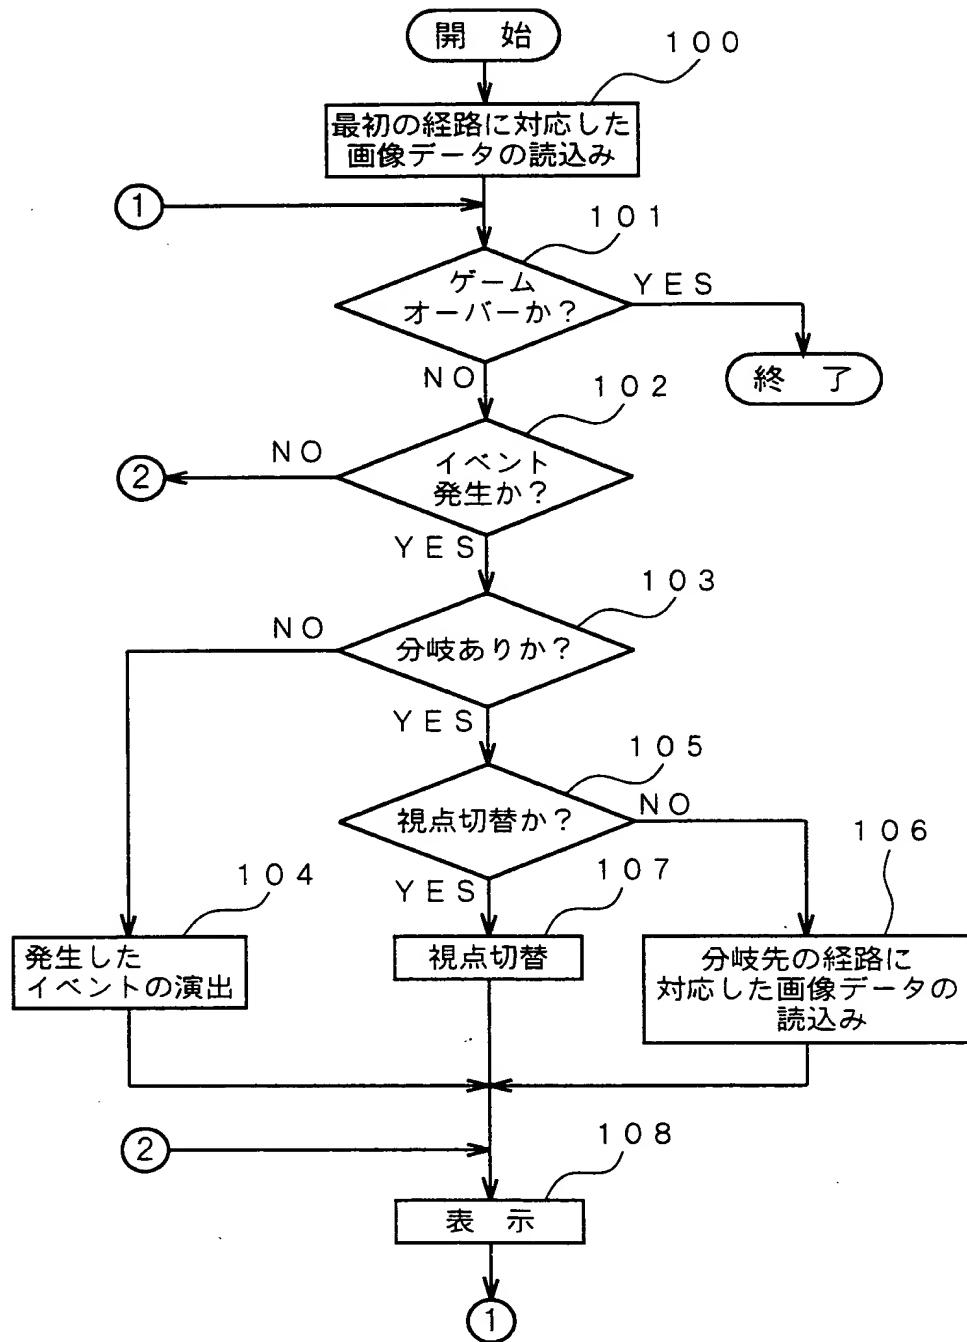 開　始
１００
最初の経路に対応した
画像データの読込み
①
１０１
ゲーム
オーバーか？
ＹＥＳ
ＮＯ
終　了
１０２
ＮＯ
イベント
発生か？
②
ＹＥＳ
１０３
ＮＯ
分岐ありか？
ＹＥＳ
１０５
視点切替か？
ＮＯ
ＹＥＳ
１０４
１０７
１０６
発生した
イベントの演出
視点切替
分岐先の経路に
対応した画像データの
読込み
②
１０８
表　示
①